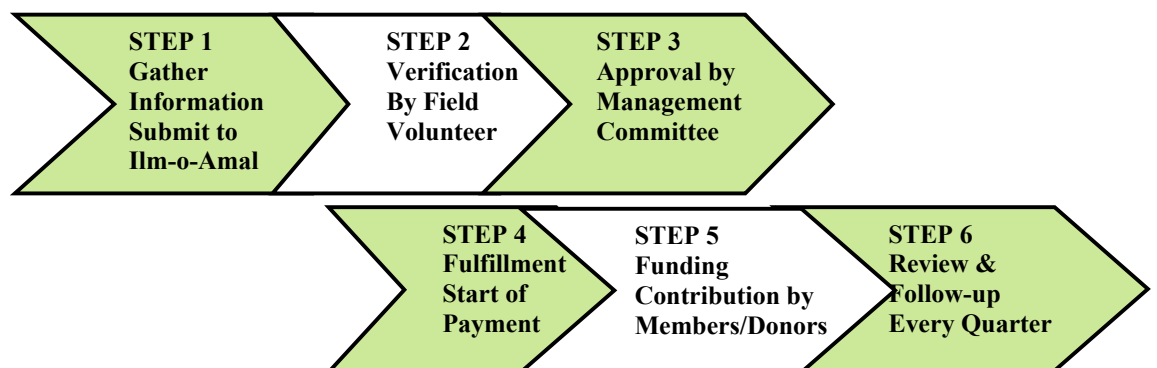 STEP 1
Gather
Information
Submit to
Ilm-o-Amal
STEP 2
Verification
By Field
Volunteer
STEP 3
Approval by
Management
Committee
STEP 4
Fulfillment
Start of
Payment
STEP 5
Funding
Contribution by
Members/Donors
STEP 6
Review &
Follow-up
Every Quarter